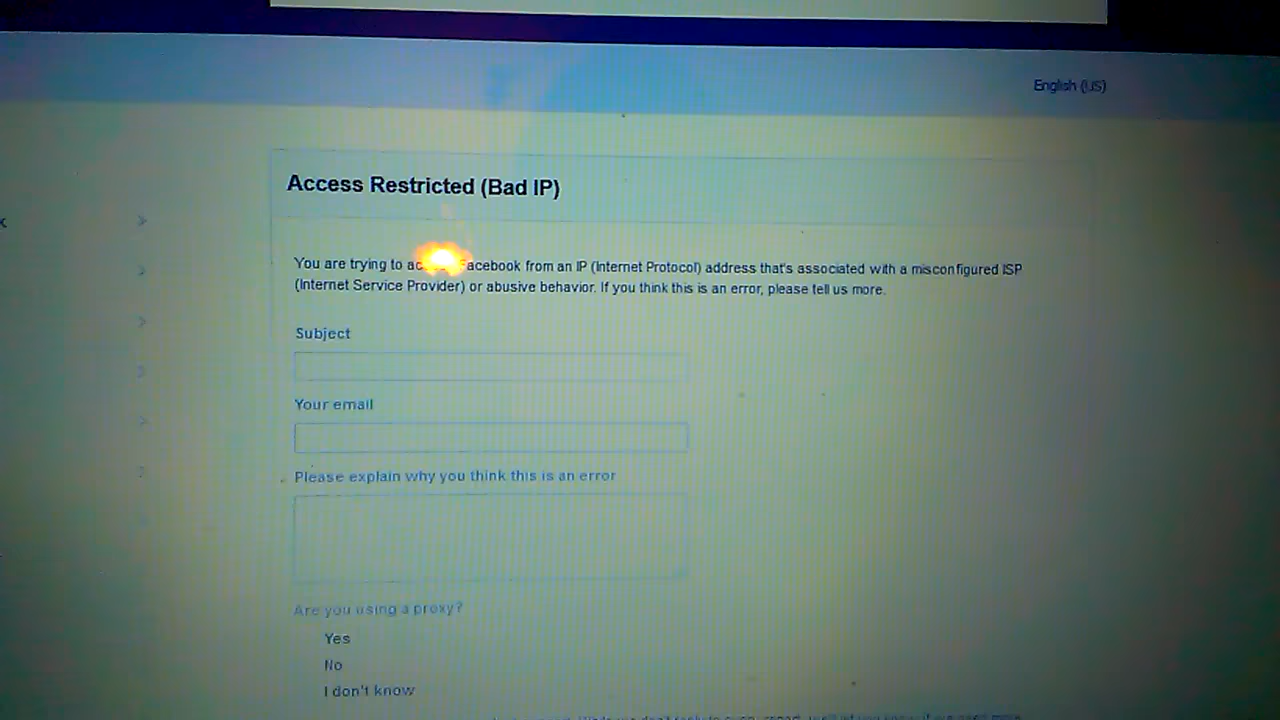 English (US)
Access Restricted (Bad IP)
You are trying to acebook from an IP (Internet Protocol) address that's associated with a misconfigured ISP
(Internet Service Provider) or abusive behavior. If you think this is an error, please tell us more.
Subject
Your email
Please explain why you think this is an error
Are you using a proxy?
Yes
No
I don't know